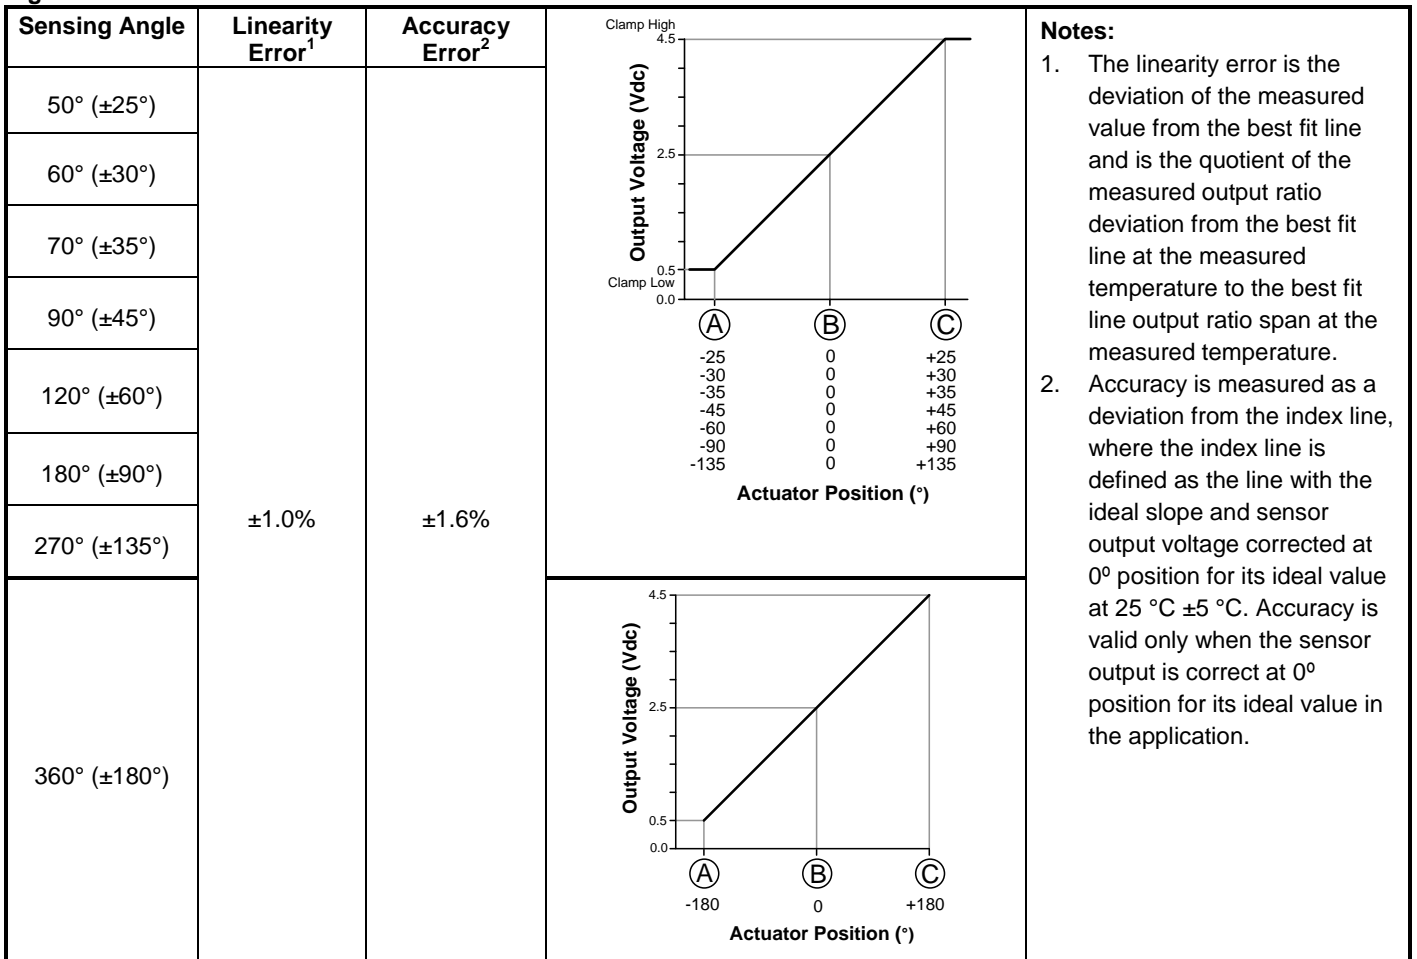 Sensing Angle
Linearity
Error1
Accuracy
Error2
50° (±25°)
60° (±30°)
70° (±35°)
90° (±45°)
120° (±60°)
180° (±90°)
270° (±135°)
360° (±180°)
±1.0%
±1.6%
Clamp High
4.5
2.5
0.5
Clamp Low
0.0
Output Voltage (Vdc)
A B C
-25 0 +25
-30 0 +30
-35 0 +35
-45 0 +45
-60 0 +60
-90 0 +90
-135 0 +135
Actuator Position (°)
4.5
2.5
0.5
0.0
Output Voltage (Vdc)
A B C
-180 0 +180
Actuator Position (°)
Notes:
1. The linearity error is the
deviation of the measured
value from the best fit line
and is the quotient of the
measured output ratio
deviation from the best fit
line at the measured
temperature to the best fit
line output ratio span at the
measured temperature.
2. Accuracy is measured as a
deviation from the index line,
where the index line is
defined as the line with the
ideal slope and sensor
output voltage corrected at
0º position for its ideal value
at 25 °C ±5 °C. Accuracy is
valid only when the sensor
output is correct at 0º
position for its ideal value in
the application.